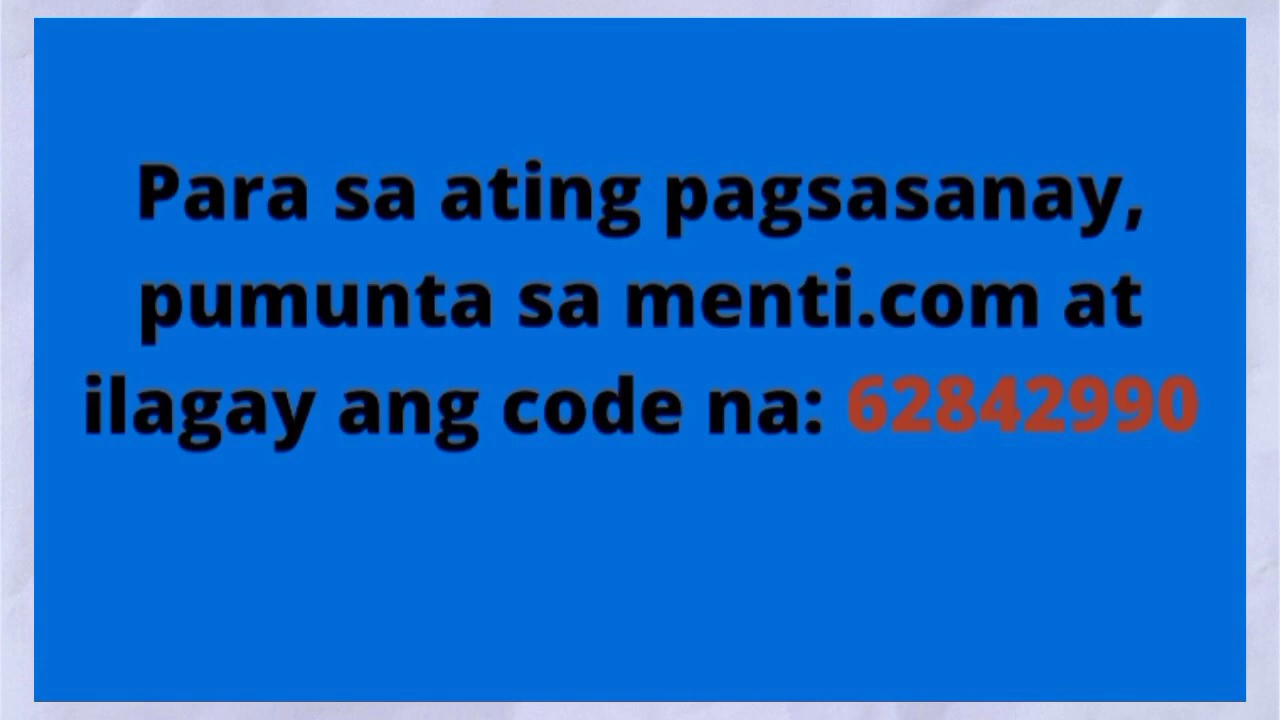 Para sa ating pagsasanay,
pumunta sa menti.com at
ilagay ang code na: 62842990